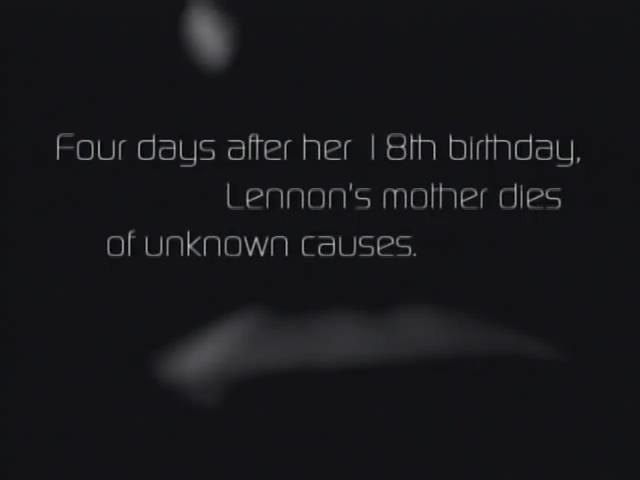 Four days after her 18th birthday,
Lennon's mother dies
of unknown causes.